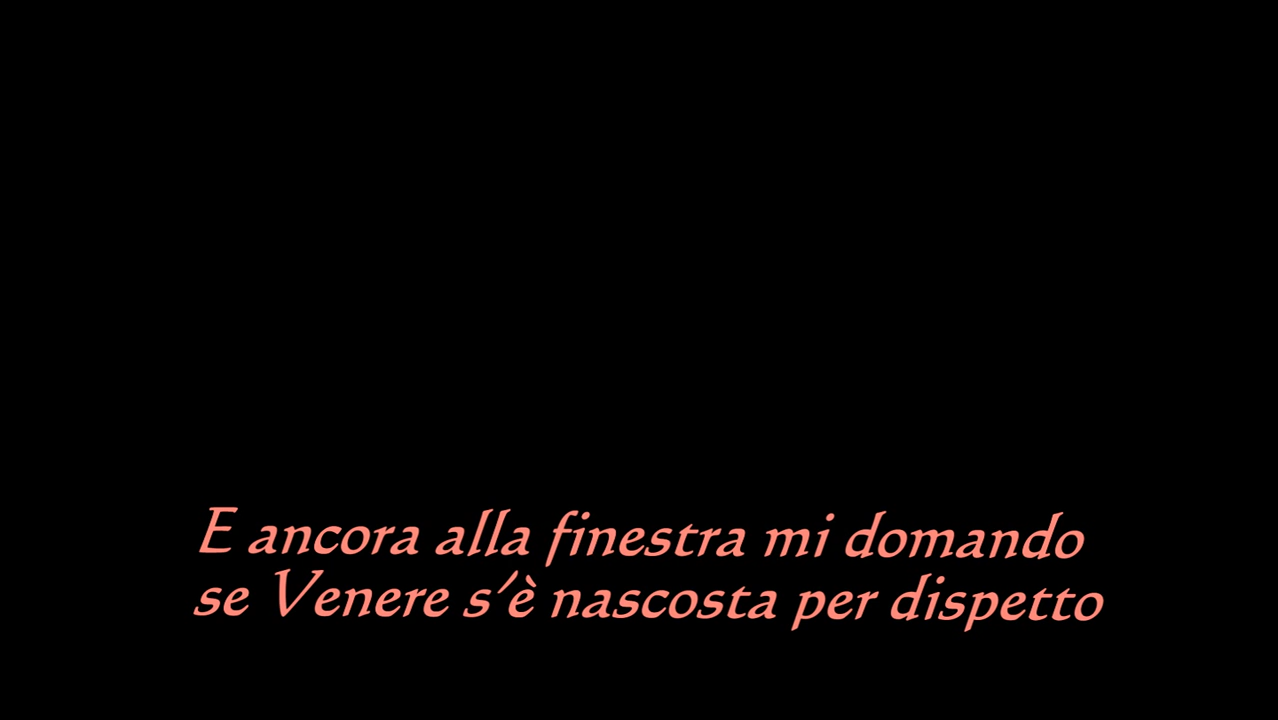 E ancora alla finestra mi domando
se Venere s'è nascosta per dispetto